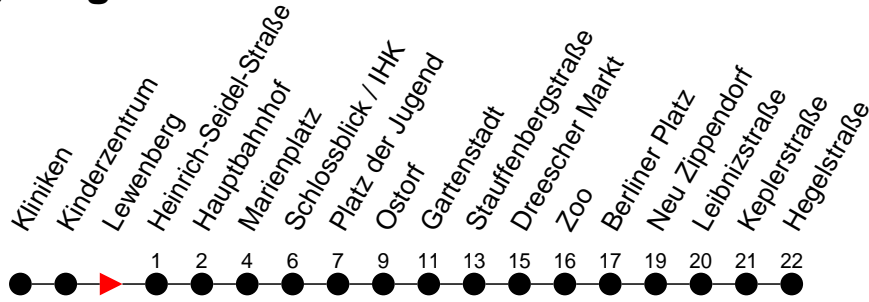 Kliniken
Kinderzentrum
Lewenberg
Heinrich-Seidel-Straße
Hauptbahnhof
Marienplatz
Schlossblick / IHK
Platz der Jugend
Ostorf
Gartenstadt
Stauffenbergstraße
Dreescher Markt
Zoo
Berliner Platz
Neu Zippendorf
Leibnizstraße
Keplerstraße
Hegelstraße
1 2 4 6 7 9 11 13 15 16 17 19 20 21 22